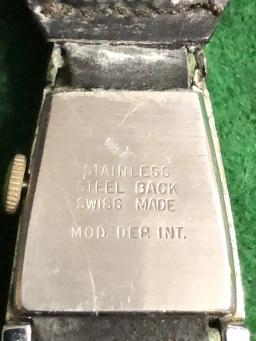 STAINLESS
STEEL BACK
SWISS MADE
MOD. DEP. INT.